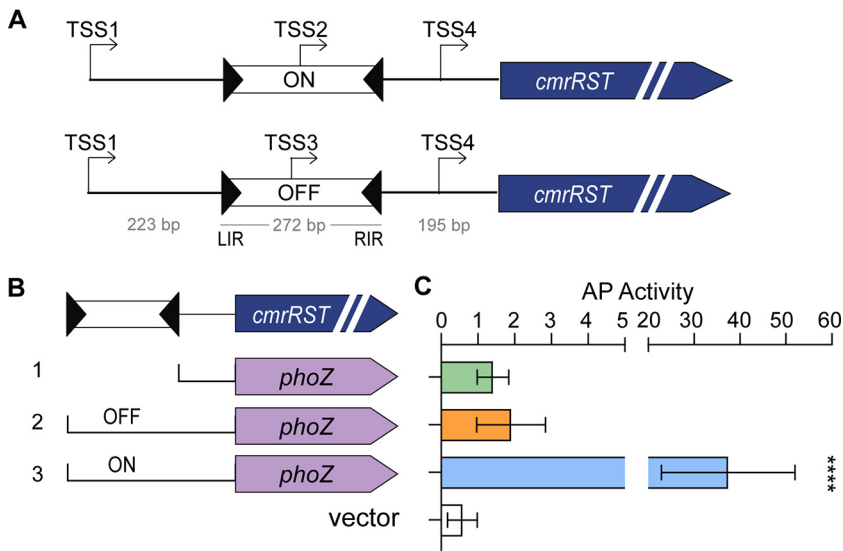 A
TSS1 TSS2 TSS4
ON cmrRST
TSS1 TSS3 TSS4
OFF cmrRST
223 bp 272 bp 195 bp
LIR RIR
B C AP Activity
cmrRST 0 1 2 3 4 5 20 30 40 50 60
1 phoZ
2 OFF phoZ
3 ON phoZ ****
vector